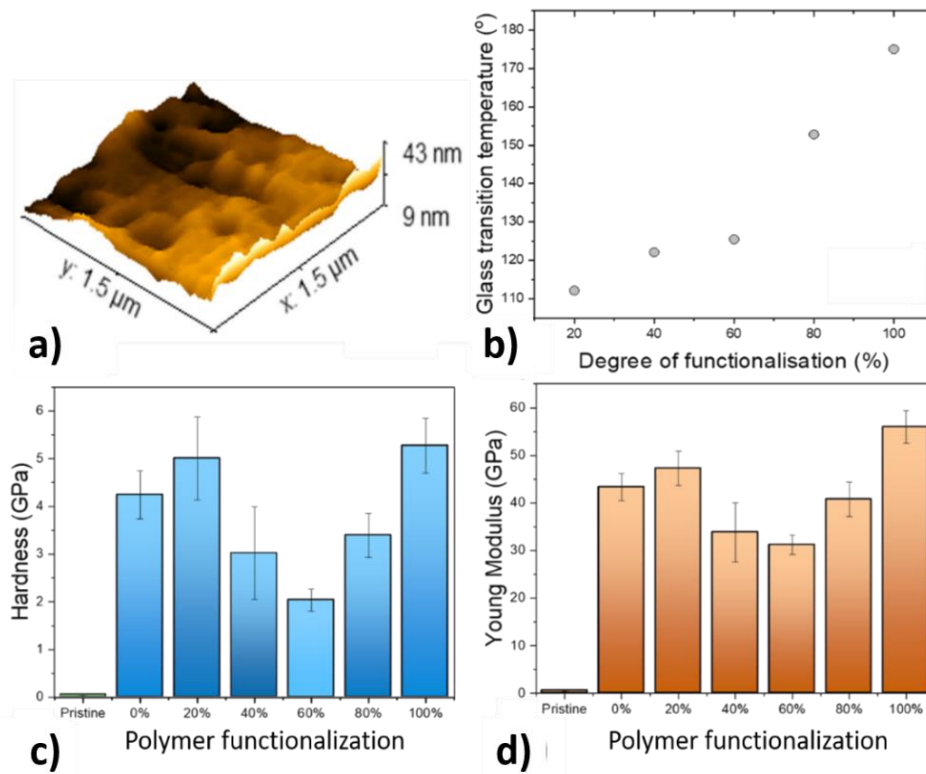 43 nm
9 nm
y: 1.5 µm
x: 1.5 µm
a)
Glass transition temperature (°)
180
170
160
150
140
130
120
110
20
40
60
80
100
b)
Degree of functionalisation (%)
Hardness (GPa)
6
5
4
3
2
1
0
Pristine
0%
20%
40%
60%
80%
100%
c)
Polymer functionalization
Young Modulus (GPa)
60
50
40
30
20
10
0
Pristine
0%
20%
40%
60%
80%
100%
d)
Polymer functionalization